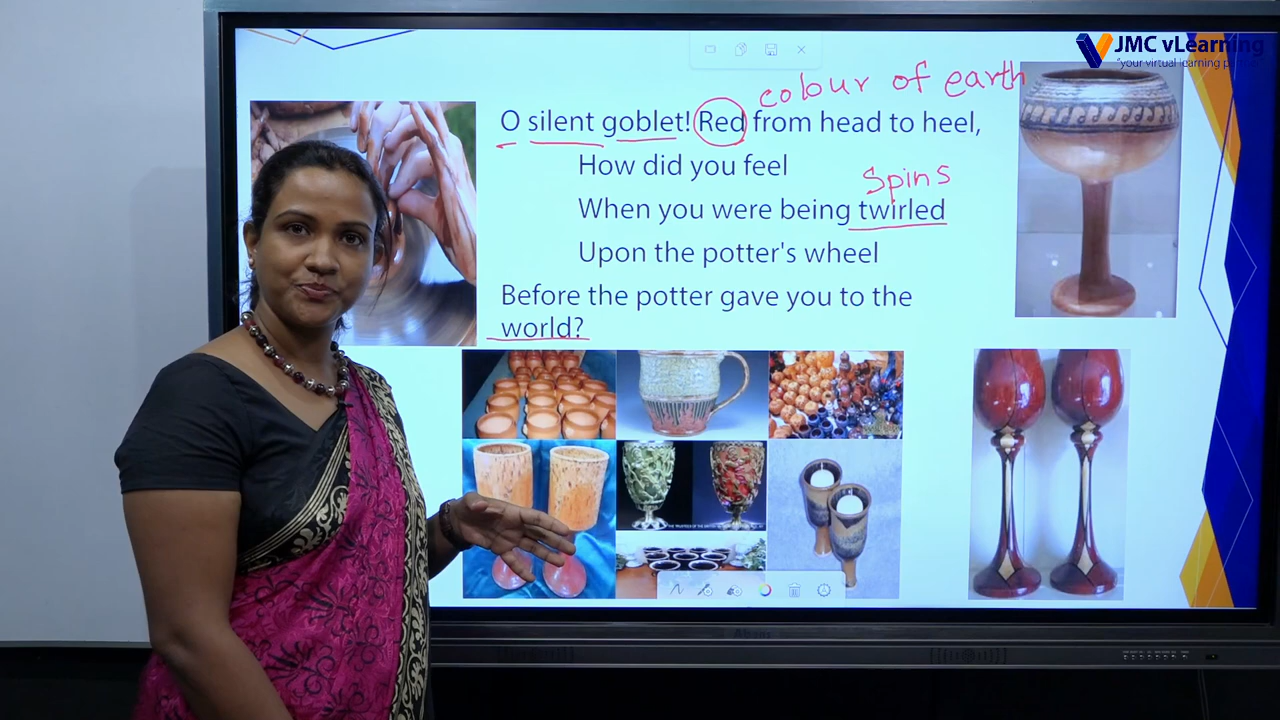 JMC vLearning
"your virtual learning p
colour of earth
O silent goblet! Red from head to heel,
How did you feel
spins
When you were being twirled
Upon the potter's wheel
Before the potter gave you to the
world?